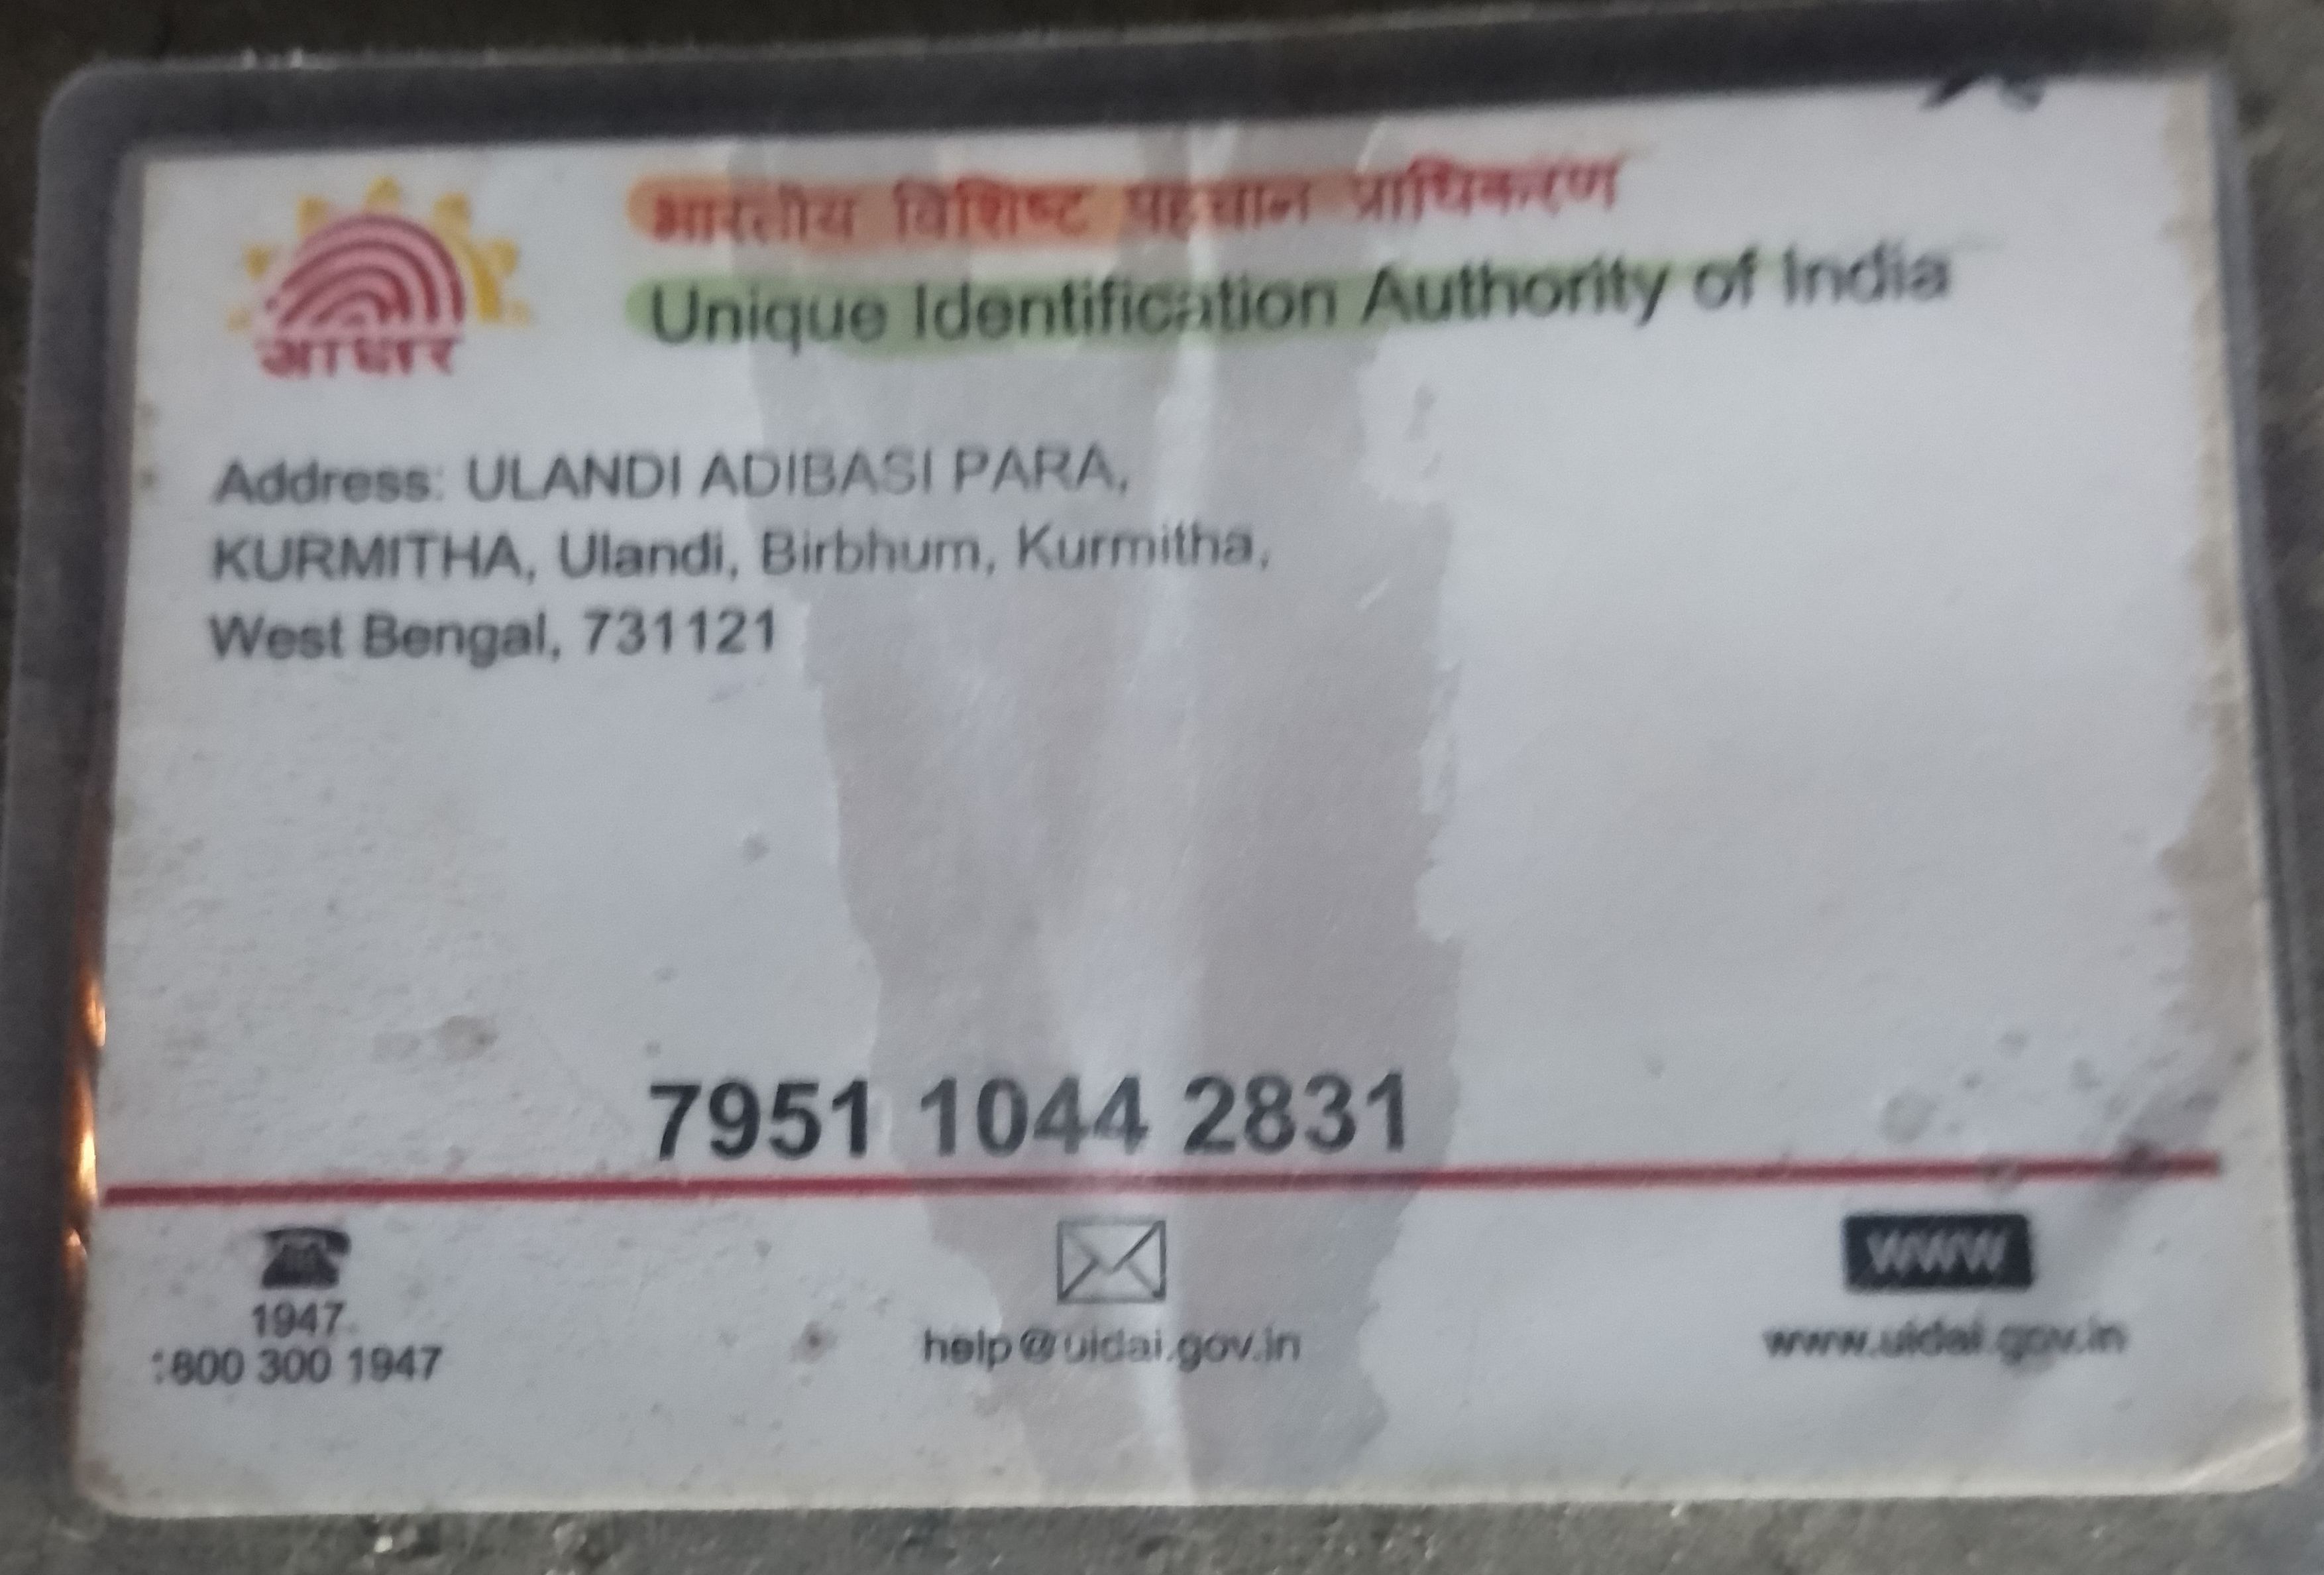 भारतीय विशिष्ट पहचान प्राधिकरण
Unique Identification Authority of India
आधार
Address: ULANDI ADIBASI PARA,
KURMITHA, Ulandi, Birbhum, Kurmitha,
West Bengal, 731121
7951 1044 2831
WWW
1947
1800 300 1947
help@uidai.gov.in
www.uidai.gov.in